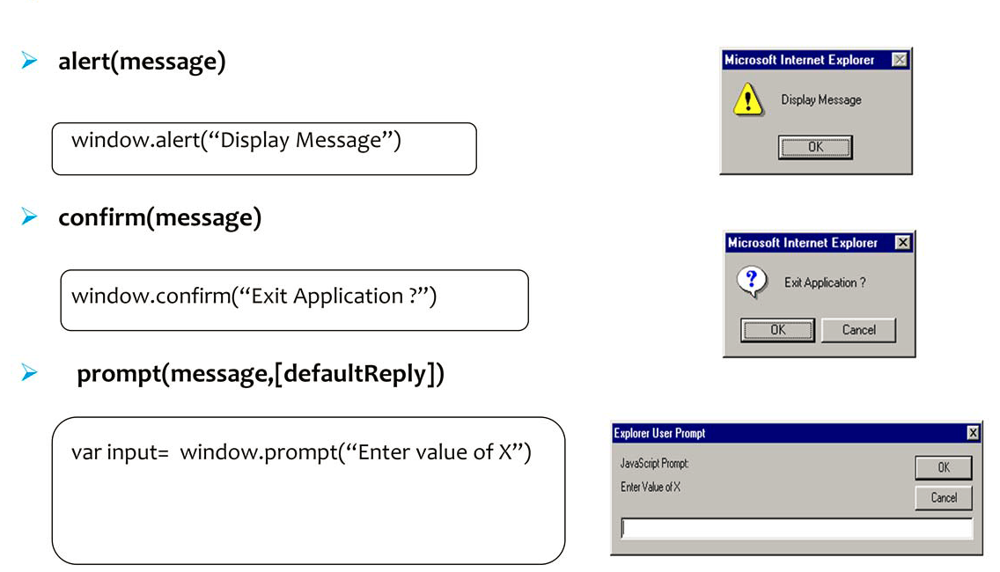 alert(message)
window.alert(“Display Message”)
confirm(message)
window.confirm(“Exit Application ?”)
prompt(message,[defaultReply])
var input= window.prompt(“Enter value of X”)
Microsoft Internet Explorer
Display Message
OK
Microsoft Internet Explorer
Exit Application ?
OK
Cancel
Explorer User Prompt
JavaScript Prompt:
Enter Value of X
OK
Cancel